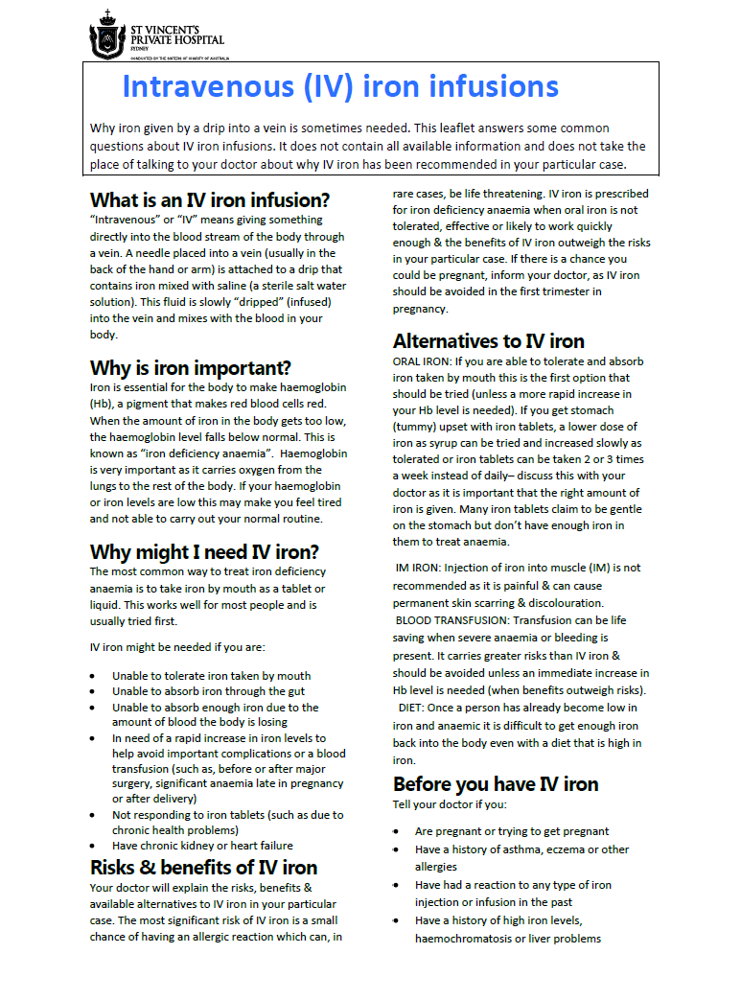 ST VINCENT'S
PRIVATE HOSPITAL
SYDNEY
CONDUCTED BY THE SISTERS OF CHARITY OF AUSTRALIA
Intravenous (IV) iron infusions
Why iron given by a drip into a vein is sometimes needed. This leaflet answers some common
questions about IV iron infusions. It does not contain all available information and does not take the
place of talking to your doctor about why IV iron has been recommended in your particular case.
What is an IV iron infusion?
“Intravenous” or “IV” means giving something
directly into the blood stream of the body through
a vein. A needle placed into a vein (usually in the
back of the hand or arm) is attached to a drip that
contains iron mixed with saline (a sterile salt water
solution). This fluid is slowly “dripped” (infused)
into the vein and mixes with the blood in your
body.
Why is iron important?
Iron is essential for the body to make haemoglobin
(Hb), a pigment that makes red blood cells red.
When the amount of iron in the body gets too low,
the haemoglobin level falls below normal. This is
known as “iron deficiency anaemia”. Haemoglobin
is very important as it carries oxygen from the
lungs to the rest of the body. If your haemoglobin
or iron levels are low this may make you feel tired
and not able to carry out your normal routine.
Why might I need IV iron?
The most common way to treat iron deficiency
anaemia is to take iron by mouth as a tablet or
liquid. This works well for most people and is
usually tried first.
IV iron might be needed if you are:
• Unable to tolerate iron taken by mouth
• Unable to absorb iron through the gut
• Unable to absorb enough iron due to the
amount of blood the body is losing
• In need of a rapid increase in iron levels to
help avoid important complications or a blood
transfusion (such as, before or after major
surgery, significant anaemia late in pregnancy
or after delivery)
• Not responding to iron tablets (such as due to
chronic health problems)
• Have chronic kidney or heart failure
Risks & benefits of IV iron
Your doctor will explain the risks, benefits &
available alternatives to IV iron in your particular
case. The most significant risk of IV iron is a small
chance of having an allergic reaction which can, in
rare cases, be life threatening. IV iron is prescribed
for iron deficiency anaemia when oral iron is not
tolerated, effective or likely to work quickly
enough & the benefits of IV iron outweigh the risks
in your particular case. If there is a chance you
could be pregnant, inform your doctor, as IV iron
should be avoided in the first trimester in
pregnancy.
Alternatives to IV iron
ORAL IRON: If you are able to tolerate and absorb
iron taken by mouth this is the first option that
should be tried (unless a more rapid increase in
your Hb level is needed). If you get stomach
(tummy) upset with iron tablets, a lower dose of
iron as syrup can be tried and increased slowly as
tolerated or iron tablets can be taken 2 or 3 times
a week instead of daily– discuss this with your
doctor as it is important that the right amount of
iron is given. Many iron tablets claim to be gentle
on the stomach but don’t have enough iron in
them to treat anaemia.
IM IRON: Injection of iron into muscle (IM) is not
recommended as it is painful & can cause
permanent skin scarring & discolouration.
BLOOD TRANSFUSION: Transfusion can be life
saving when severe anaemia or bleeding is
present. It carries greater risks than IV iron &
should be avoided unless an immediate increase in
Hb level is needed (when benefits outweigh risks).
DIET: Once a person has already become low in
iron and anaemic it is difficult to get enough iron
back into the body even with a diet that is high in
iron.
Before you have IV iron
Tell your doctor if you:
• Are pregnant or trying to get pregnant
• Have a history of asthma, eczema or other
allergies
• Have had a reaction to any type of iron
injection or infusion in the past
• Have a history of high iron levels,
haemochromatosis or liver problems